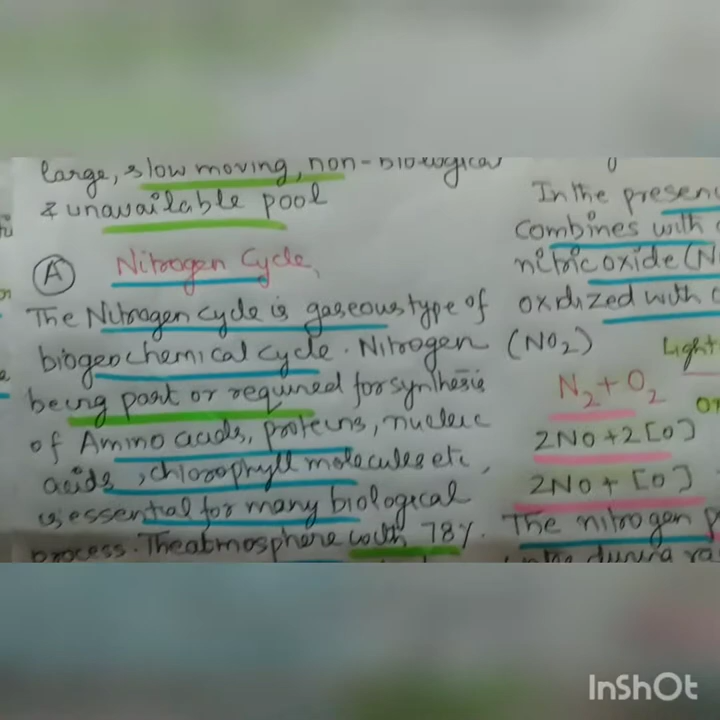 large, slow moving, non-biological
& unavailable pool
A Nitrogen Cycle,
The Nitrogen cycle is gaseous type of
biogeochemical cycle. Nitrogen
being part or required for synthesis
of Amino acids, proteins, nucleic
acids, chlorophyll molecules etc,
is essential for many biological
process. The atmosphere with 78%.
In the presen
combines with
nitric oxide (N
oxidized with
(NO₂)
Light
N₂ + O₂
or
2NO + 2[O]
2NO + [O]
The nitrogen p
InShOt